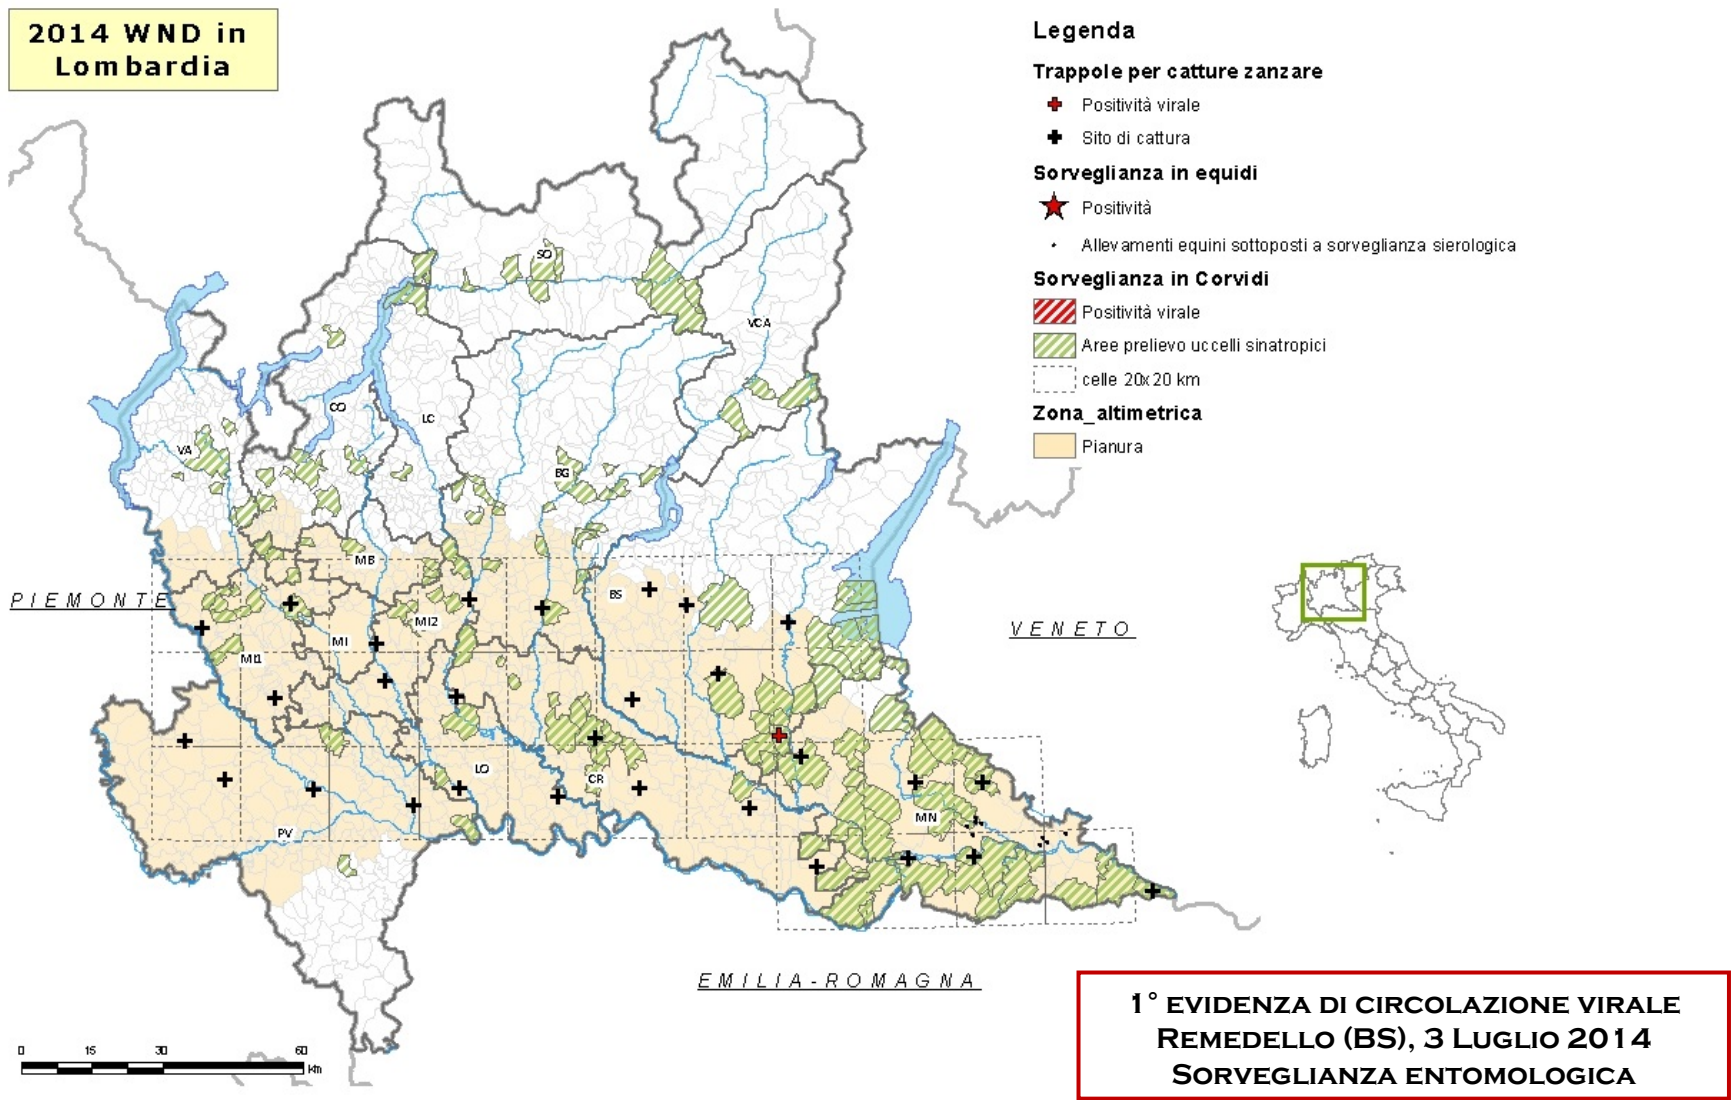 2014 WND in
Lombardia
Legenda
Trappole per catture zanzare
Positività virale
Sito di cattura
Sorveglianza in equidi
Positività
Allevamenti equini sottoposti a sorveglianza sierologica
Sorveglianza in Corvidi
Positività virale
Aree prelievo uccelli sinatropici
celle 20x20 km
Zona_altimetrica
Pianura
SO
VCA
CO
LC
VA
BG
MB
BS
MI2
MI
MI1
LO
CR
MN
PV
PIEMONTE
VENETO
EMILIA-ROMAGNA
0 15 30 60
km
1° EVIDENZA DI CIRCOLAZIONE VIRALE
REMEDELLO (BS), 3 LUGLIO 2014
SORVEGLIANZA ENTOMOLOGICA